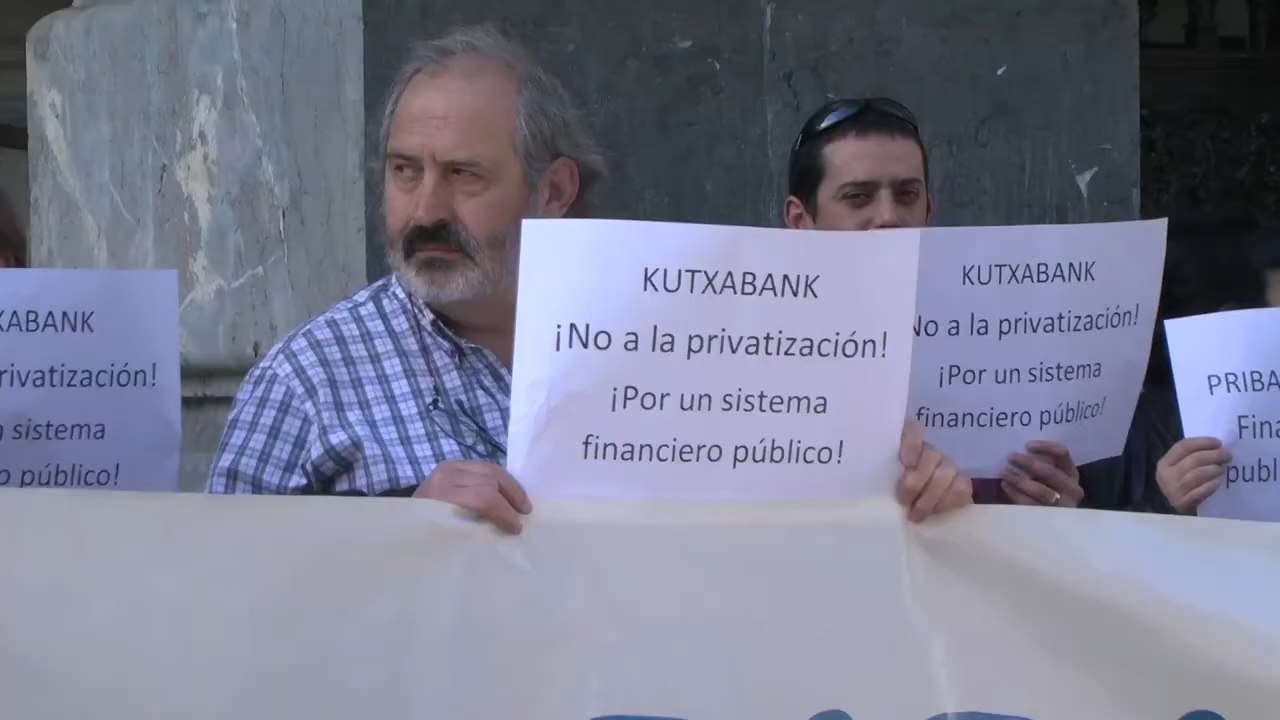 KUTXABANK
¡No a la privatización!
¡Por un sistema
financiero público!
KUTXABANK
No a la privatización!
¡Por un sistema
financiero público!
XABANK
rivatización!
sistema
público!
PRIBA
Fina
publ